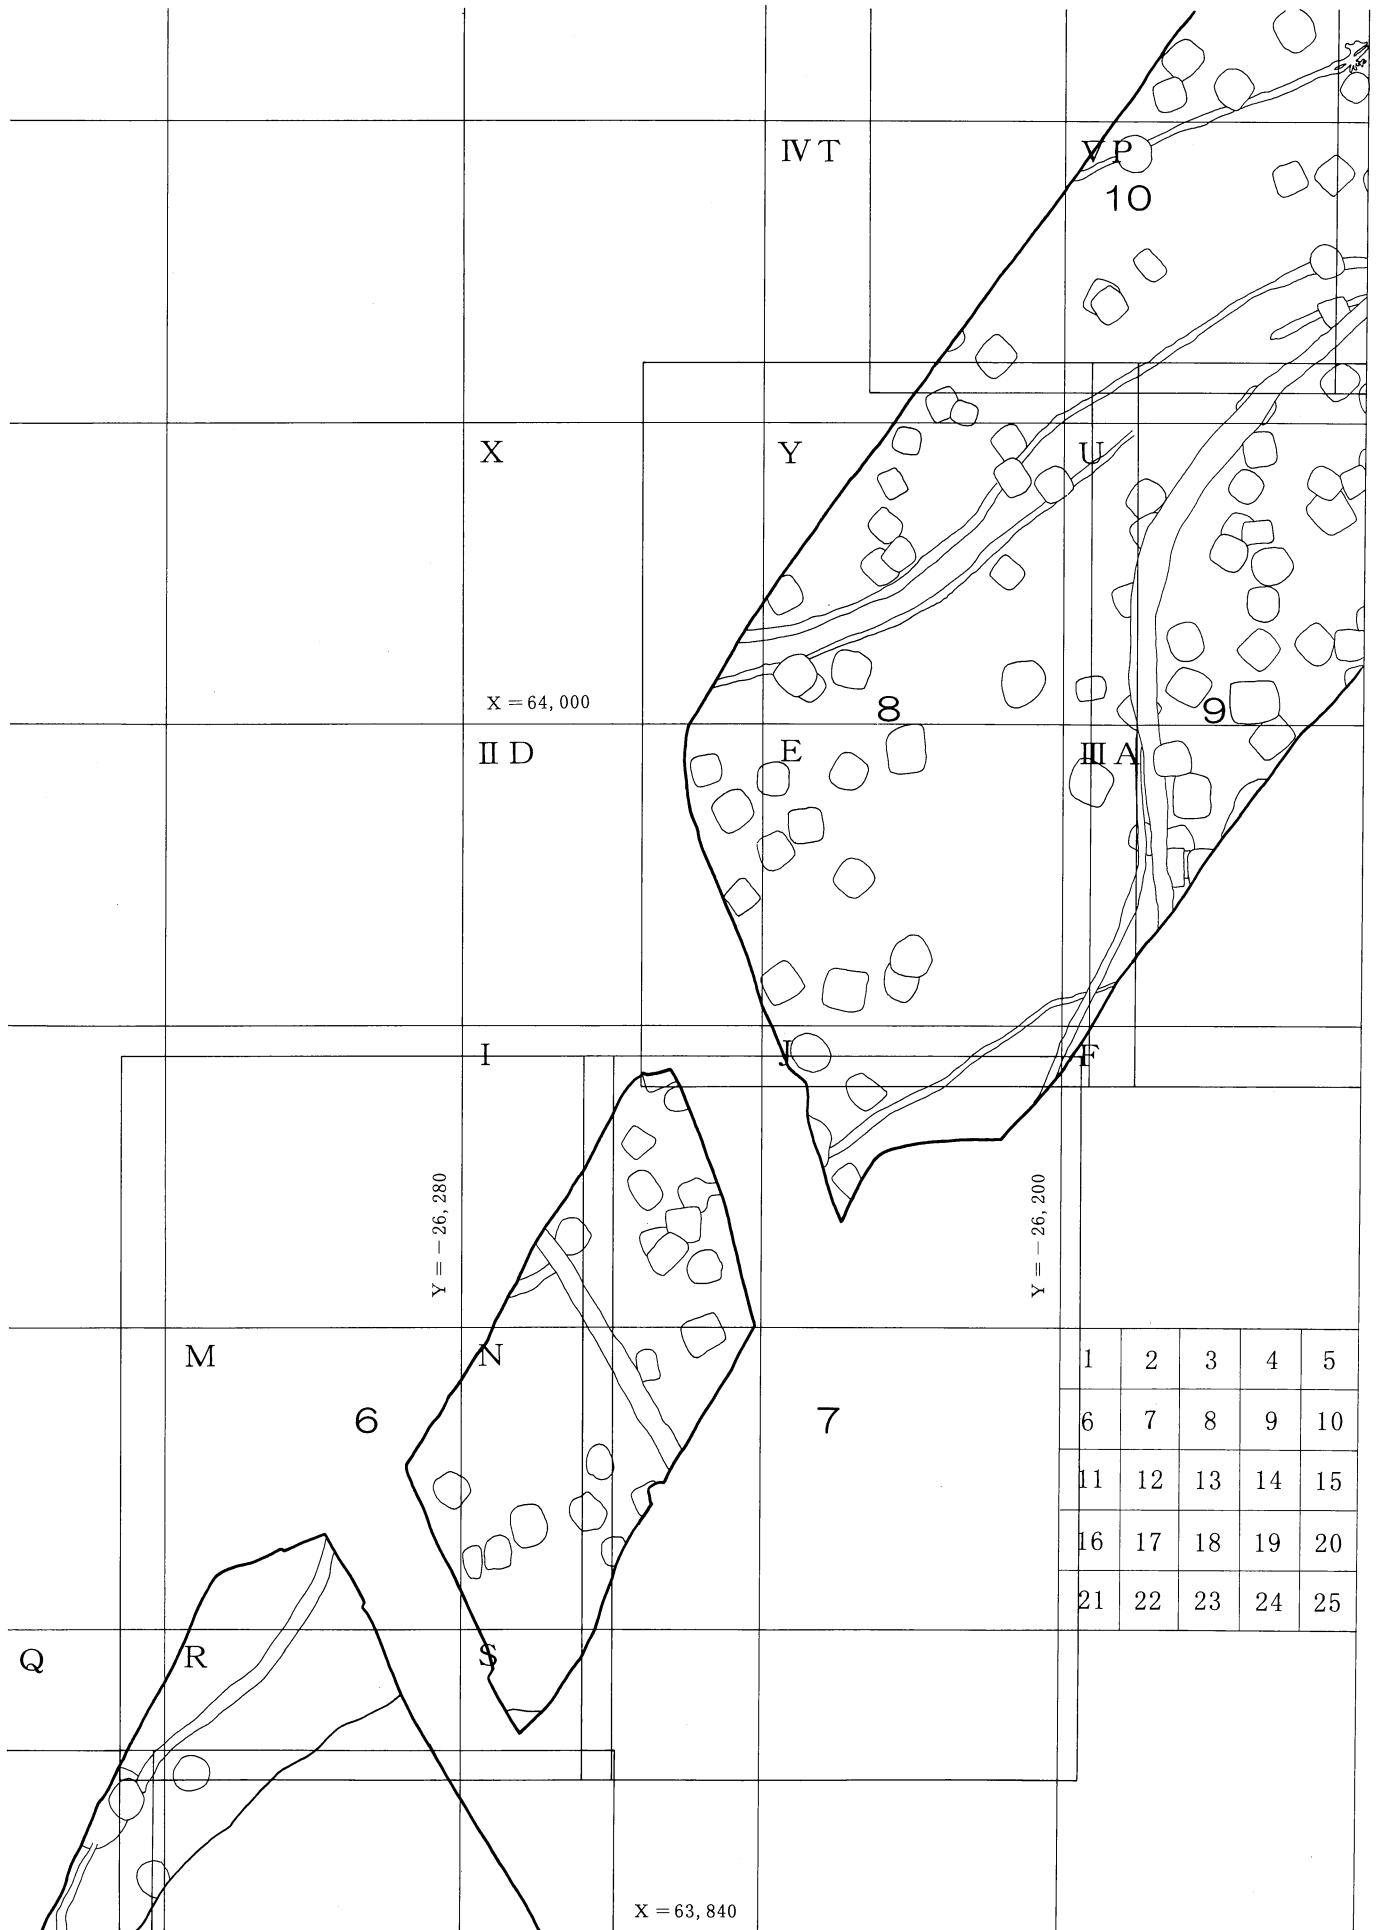 ⅣT
ⅤP
10
X
Y
U
X＝64,000
8
9
ⅡD
E
ⅢA
I
J
F
Y＝－26,280
Y＝－26,200
M
N
6
7
1 2 3 4 5
6 7 8 9 10
11 12 13 14 15
16 17 18 19 20
21 22 23 24 25
Q
R
S
X＝63,840